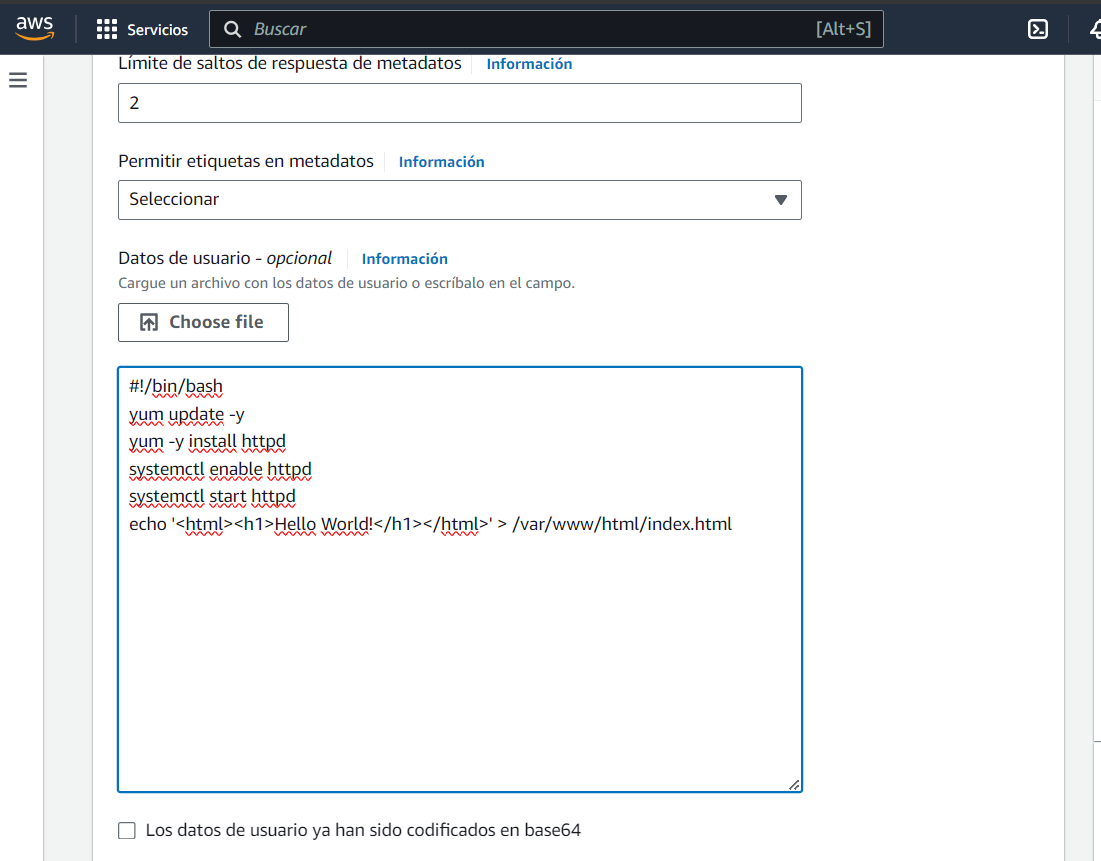 aws
Servicios
Buscar
[Alt+S]
Límite de saltos de respuesta de metadatos
Información
2
Permitir etiquetas en metadatos
Información
Seleccionar
Datos de usuario - opcional
Información
Cargue un archivo con los datos de usuario o escríbalo en el campo.
Choose file
#!/bin/bash
yum update -y
yum -y install httpd
systemctl enable httpd
systemctl start httpd
echo '<html><h1>Hello World!</h1></html>' > /var/www/html/index.html
Los datos de usuario ya han sido codificados en base64